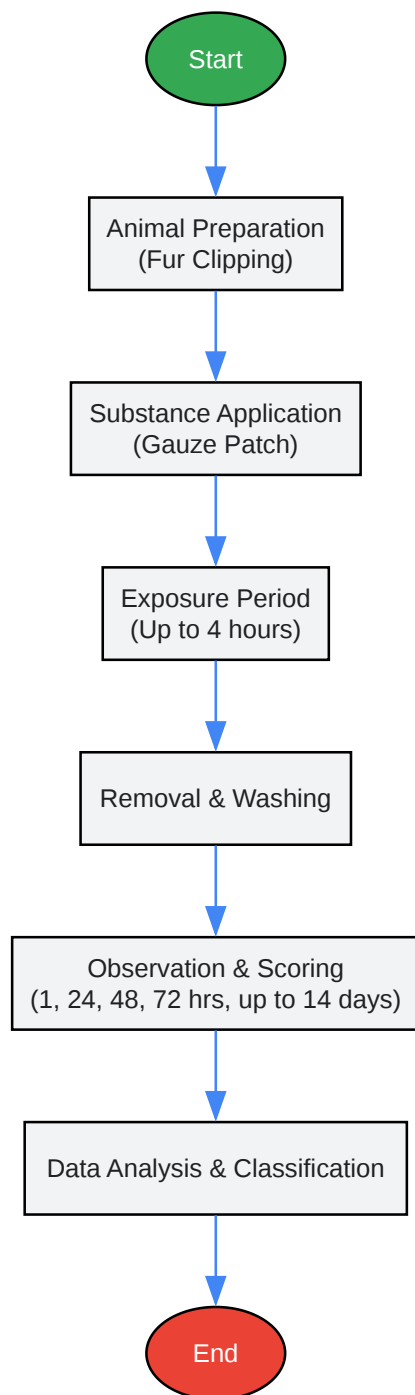 Start
Animal Preparation
(Fur Clipping)
Substance Application
(Gauze Patch)
Exposure Period
(Up to 4 hours)
Removal & Washing
Observation & Scoring
(1, 24, 48, 72 hrs, up to 14 days)
Data Analysis & Classification
End